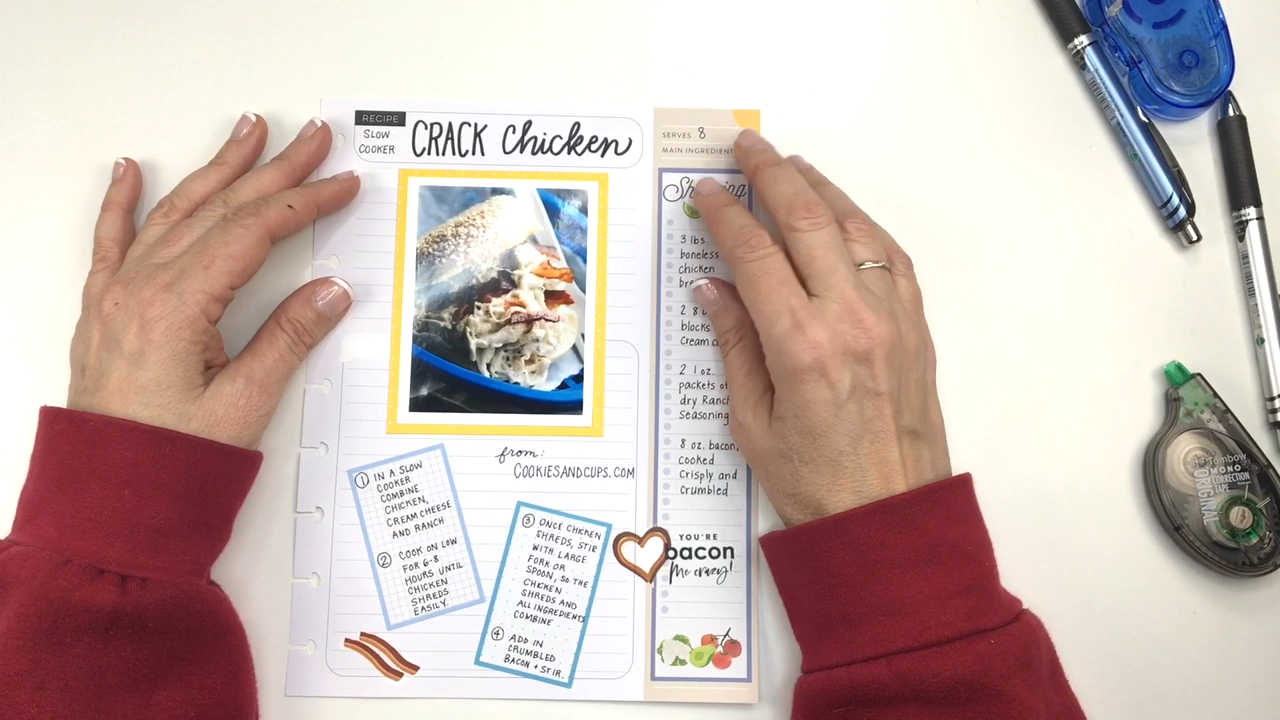 RECIPE
SLOW
COOKER
CRACK Chicken
SERVES 8
MAIN INGREDIENT
3 lbs
boneless
chicken
blocks
cream
2 1 oz.
packets of
dry Ranch
seasoning
8 oz. bacon,
cooked
crisply and
crumbled
YOU'RE
bacon
me crazy!
from:
COOKIESANDCUPS.COM
① IN A SLOW
COOKER
COMBINE
CHICKEN,
CREAM CHEESE
AND RANCH
② COOK ON LOW
FOR 6-8
HOURS UNTIL
CHICKEN
SHREDS
EASILY.
③ ONCE CHICKEN
SHREDS, STIR
WITH LARGE
FORK OR
SPOON, SO THE
CHICKEN
SHREDS AND
ALL INGREDIENTS
COMBINE
④ ADD IN
CRUMBLED
BACON + STIR.
Tombow
MONO
CORRECTION
TAPE
ORIGINAL